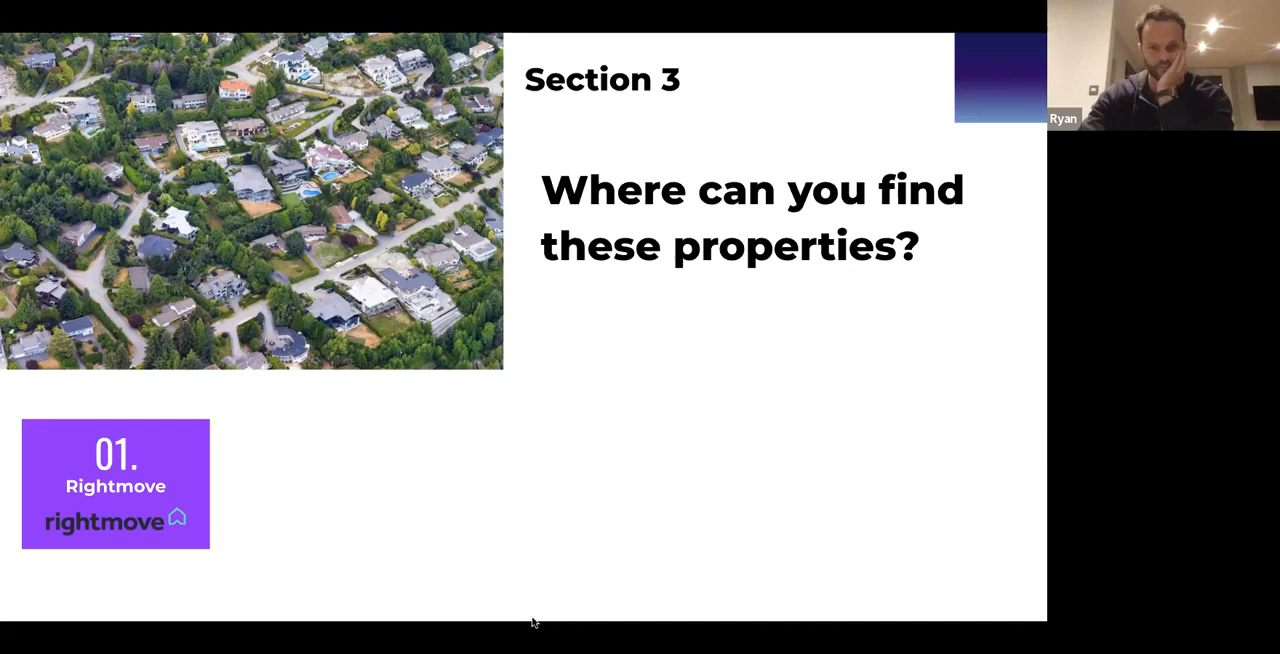 Section 3
Where can you find
these properties?
01.
Rightmove
rightmove
Ryan